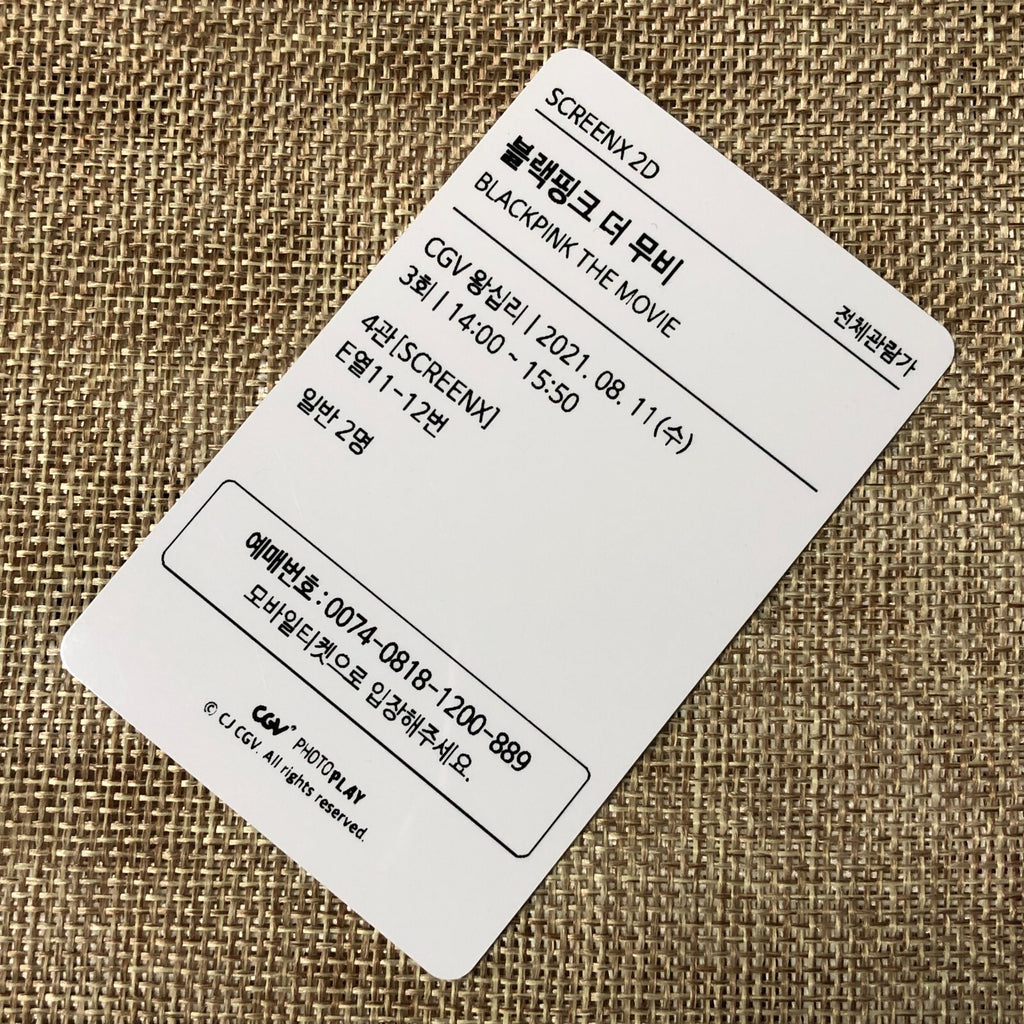 SCREENX 2D
전체관람가
블랙핑크 더 무비
BLACKPINK THE MOVIE
CGV 왕십리 | 2021. 08. 11 (수)
3회 | 14:00 ~ 15:50
4관[SCREENX]
E열11-12번
일반 2명
예매번호 : 0074-0818-1200-889
모바일티켓으로 입장해주세요.
CGV PHOTOPLAY
© CJ CGV. All rights reserved.